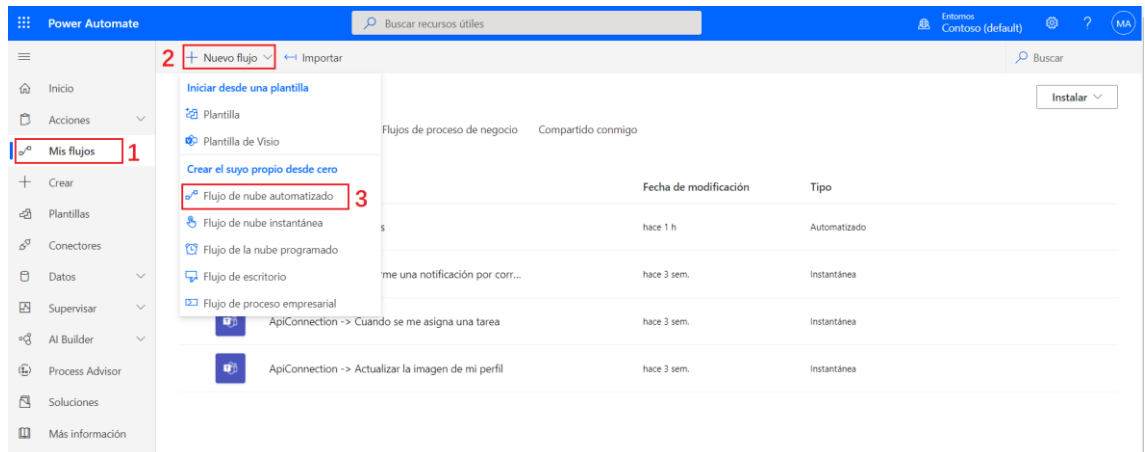 Power Automate
Buscar recursos útiles
Entornos
Contoso (default)
?
MA
2
Nuevo flujo
Importar
Buscar
Inicio
Acciones
Mis flujos
1
Crear
Plantillas
Conectores
Datos
Supervisar
AI Builder
Process Advisor
Soluciones
Más información
Iniciar desde una plantilla
Plantilla
Plantilla de Visio
Crear el suyo propio desde cero
Flujo de nube automatizado
3
Flujo de nube instantánea
Flujo de la nube programado
Flujo de escritorio
Flujo de proceso empresarial
Instalar
Flujos de proceso de negocio Compartido conmigo
Fecha de modificación Tipo
s hace 1 h Automatizado
rme una notificación por corr... hace 3 sem. Instantánea
ApiConnection -> Cuando se me asigna una tarea hace 3 sem. Instantánea
ApiConnection -> Actualizar la imagen de mi perfil hace 3 sem. Instantánea